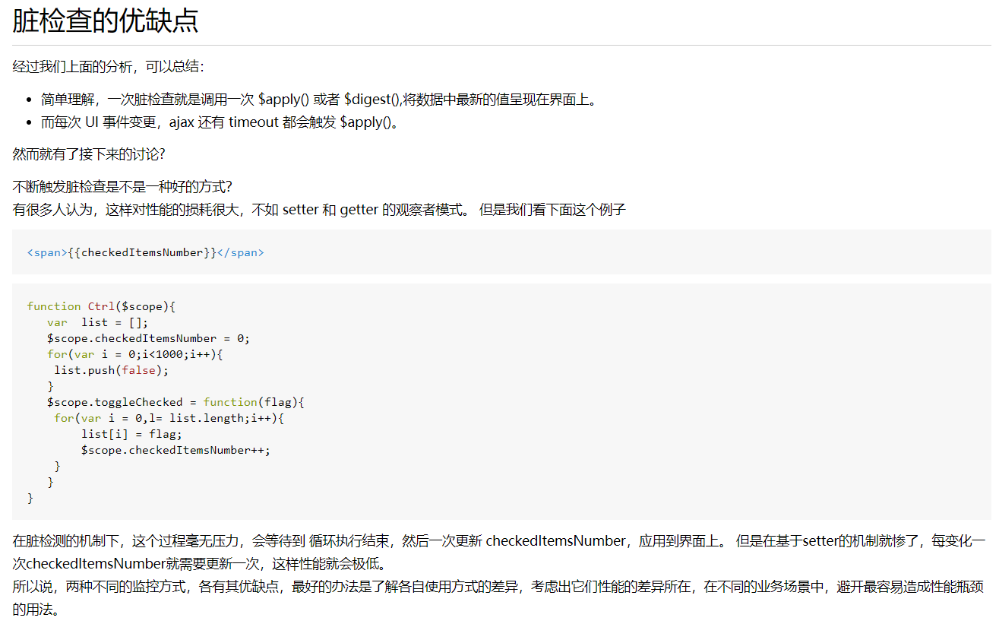 脏检查的优缺点
经过我们上面的分析，可以总结：
• 简单理解，一次脏检查就是调用一次 $apply() 或者 $digest(),将数据中最新的值呈现在界面上。
• 而每次 UI 事件变更，ajax 还有 timeout 都会触发 $apply()。
然而就有了接下来的讨论？
不断触发脏检查是不是一种好的方式？
有很多人认为，这样对性能的损耗很大，不如 setter 和 getter 的观察者模式。 但是我们看下面这个例子
<span>{{checkedItemsNumber}}</span>
function Ctrl($scope){
   var  list = [];
   $scope.checkedItemsNumber = 0;
   for(var i = 0;i<1000;i++){
    list.push(false);
   }
   $scope.toggleChecked = function(flag){
    for(var i = 0,l= list.length;i++){
        list[i] = flag;
        $scope.checkedItemsNumber++;
    }
   }
}
在脏检测的机制下，这个过程毫无压力，会等待到 循环执行结束，然后一次更新 checkedItemsNumber，应用到界面上。 但是在基于setter的机制就惨了，每变化一
次checkedItemsNumber就需要更新一次，这样性能就会极低。
所以说，两种不同的监控方式，各有其优缺点，最好的办法是了解各自使用方式的差异，考虑出它们性能的差异所在，在不同的业务场景中，避开最容易造成性能瓶颈
的用法。